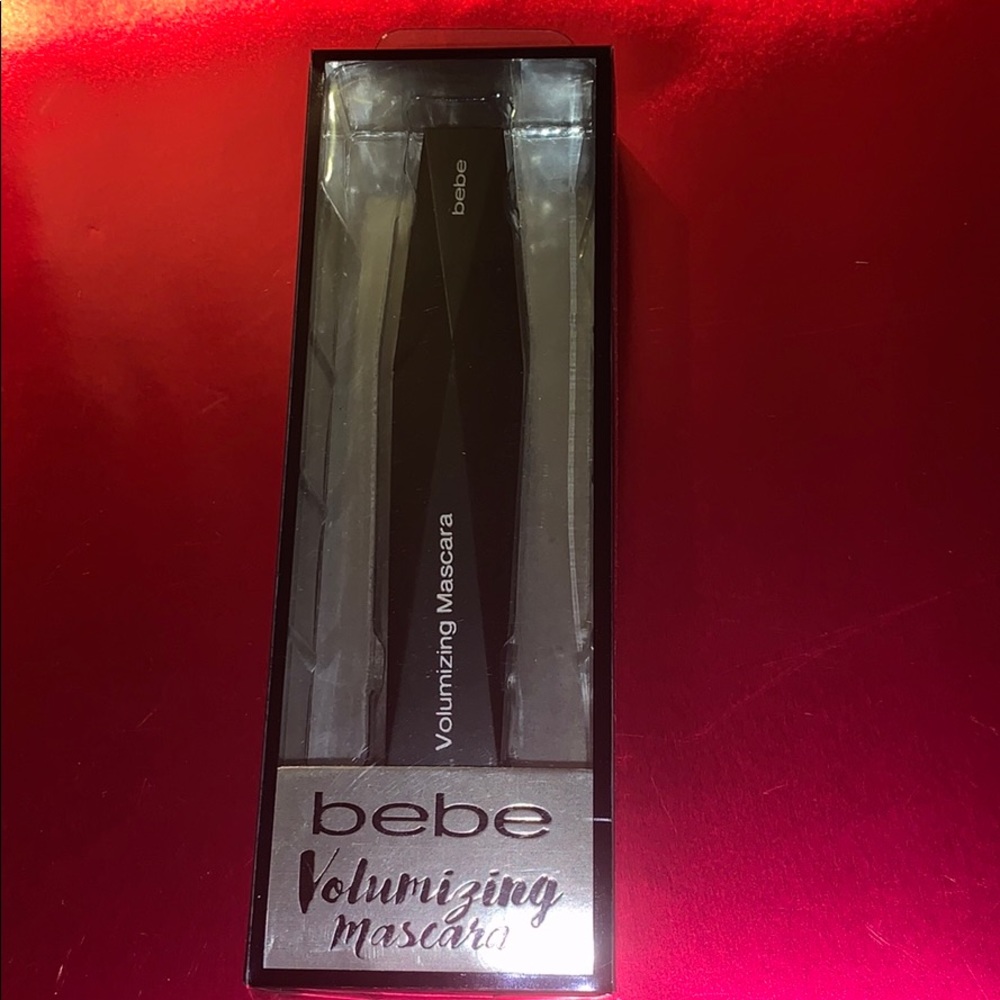 bebe
Volumizing Mascara
bebe
Volumizing
Mascara